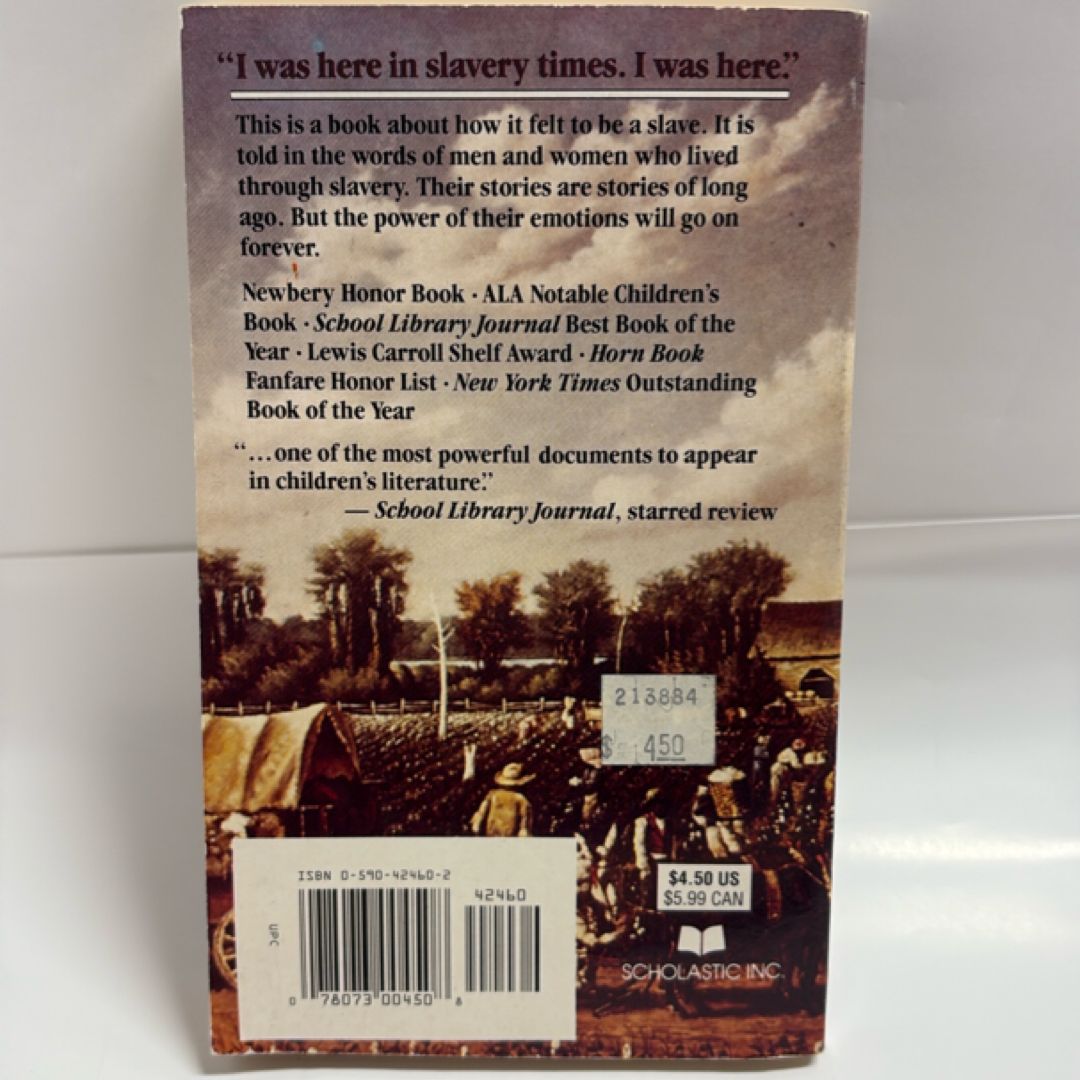 “I was here in slavery times. I was here.”
This is a book about how it felt to be a slave. It is
told in the words of men and women who lived
through slavery. Their stories are stories of long
ago. But the power of their emotions will go on
forever.
Newbery Honor Book · ALA Notable Children’s
Book · School Library Journal Best Book of the
Year · Lewis Carroll Shelf Award · Horn Book
Fanfare Honor List · New York Times Outstanding
Book of the Year
“...one of the most powerful documents to appear
in children’s literature.”
— School Library Journal, starred review
213884
$ 450
ISBN 0-590-42460-2
42460
UPC
0 78073 00450 8
$4.50 US
$5.99 CAN
SCHOLASTIC INC.